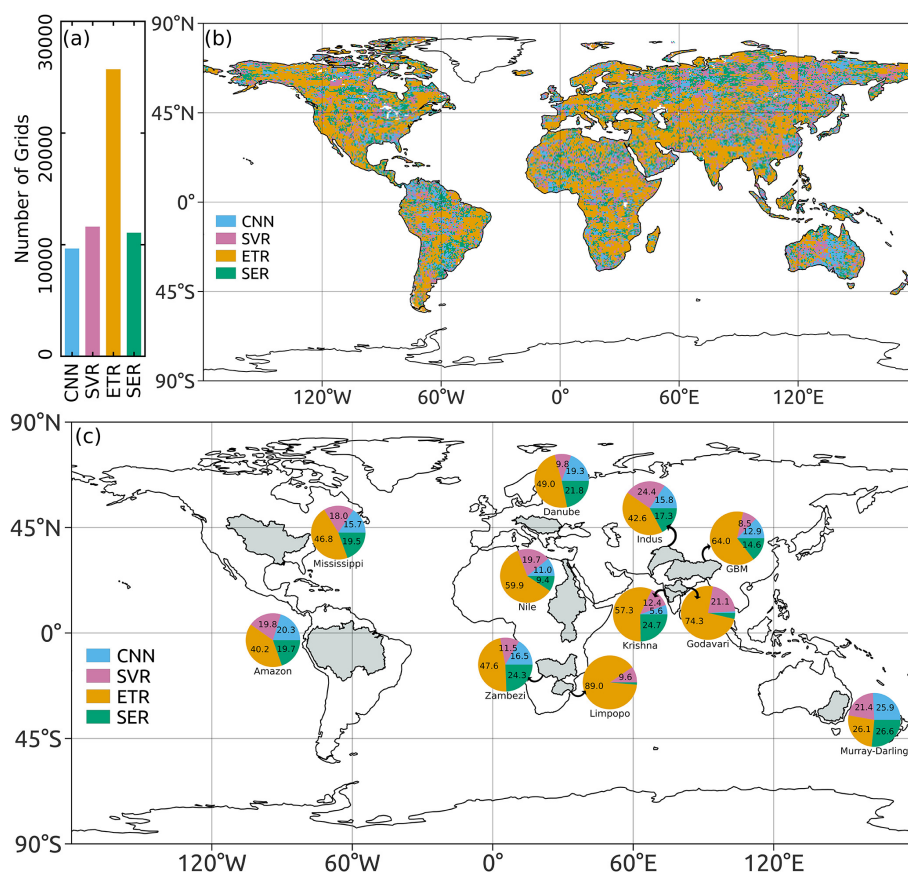 (a)
30000
20000
10000
0
Number of Grids
CNN
SVR
ETR
SER
(b)
90°N
45°N
0°
45°S
90°S
120°W
60°W
0°
60°E
120°E
CNN
SVR
ETR
SER
(c)
90°N
45°N
0°
45°S
90°S
120°W
60°W
0°
60°E
120°E
CNN
SVR
ETR
SER
9.8
19.3
49.0
21.8
Danube
24.4
15.8
42.6
17.3
Indus
18.0
15.7
46.8
19.5
Mississippi
8.5
12.9
64.0
14.6
GBM
19.7
11.0
59.9
9.4
Nile
12.4
5.6
57.3
24.7
Krishna
21.1
74.3
Godavari
19.8
20.3
40.2
19.7
Amazon
11.5
16.5
47.6
24.3
Zambezi
9.6
89.0
Limpopo
21.4
25.9
26.1
26.6
Murray-Darling